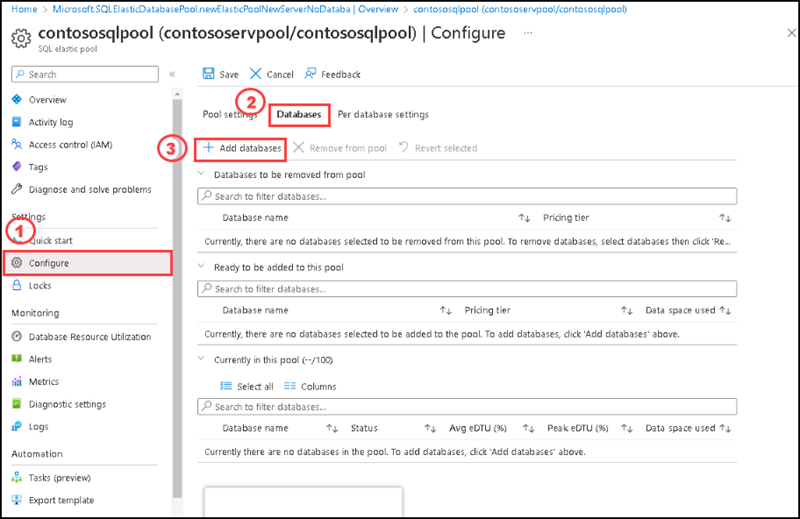 Home > Microsoft.SQLElasticDatabasePool.newElasticPoolNewServerNoDataba | Overview > contososqlpool (contososervpool/contososqlpool)
contososqlpool (contososervpool/contososqlpool) | Configure ...
SQL elastic pool
Search
Save Cancel Feedback
Overview
Activity log
Access control (IAM)
Tags
Diagnose and solve problems
Settings
1
Quick start
Configure
Locks
Monitoring
Database Resource Utilization
Alerts
Metrics
Diagnostic settings
Logs
Automation
Tasks (preview)
Export template
2
Pool settings Databases Per database settings
3
Add databases Remove from pool Revert selected
Databases to be removed from pool
Search to filter databases...
Database name Pricing tier
Currently, there are no databases selected to be removed from this pool. To remove databases, select databases then click 'Re...
Ready to be added to this pool
Search to filter databases...
Database name Pricing tier Data space used
Currently, there are no databases selected to be added to the pool. To add databases, click 'Add databases' above.
Currently in this pool (--/100)
Select all Columns
Search to filter databases...
Database name Status Avg eDTU (%) Peak eDTU (%) Data space used
Currently there are no databases in the pool. To add databases, click 'Add databases' above.